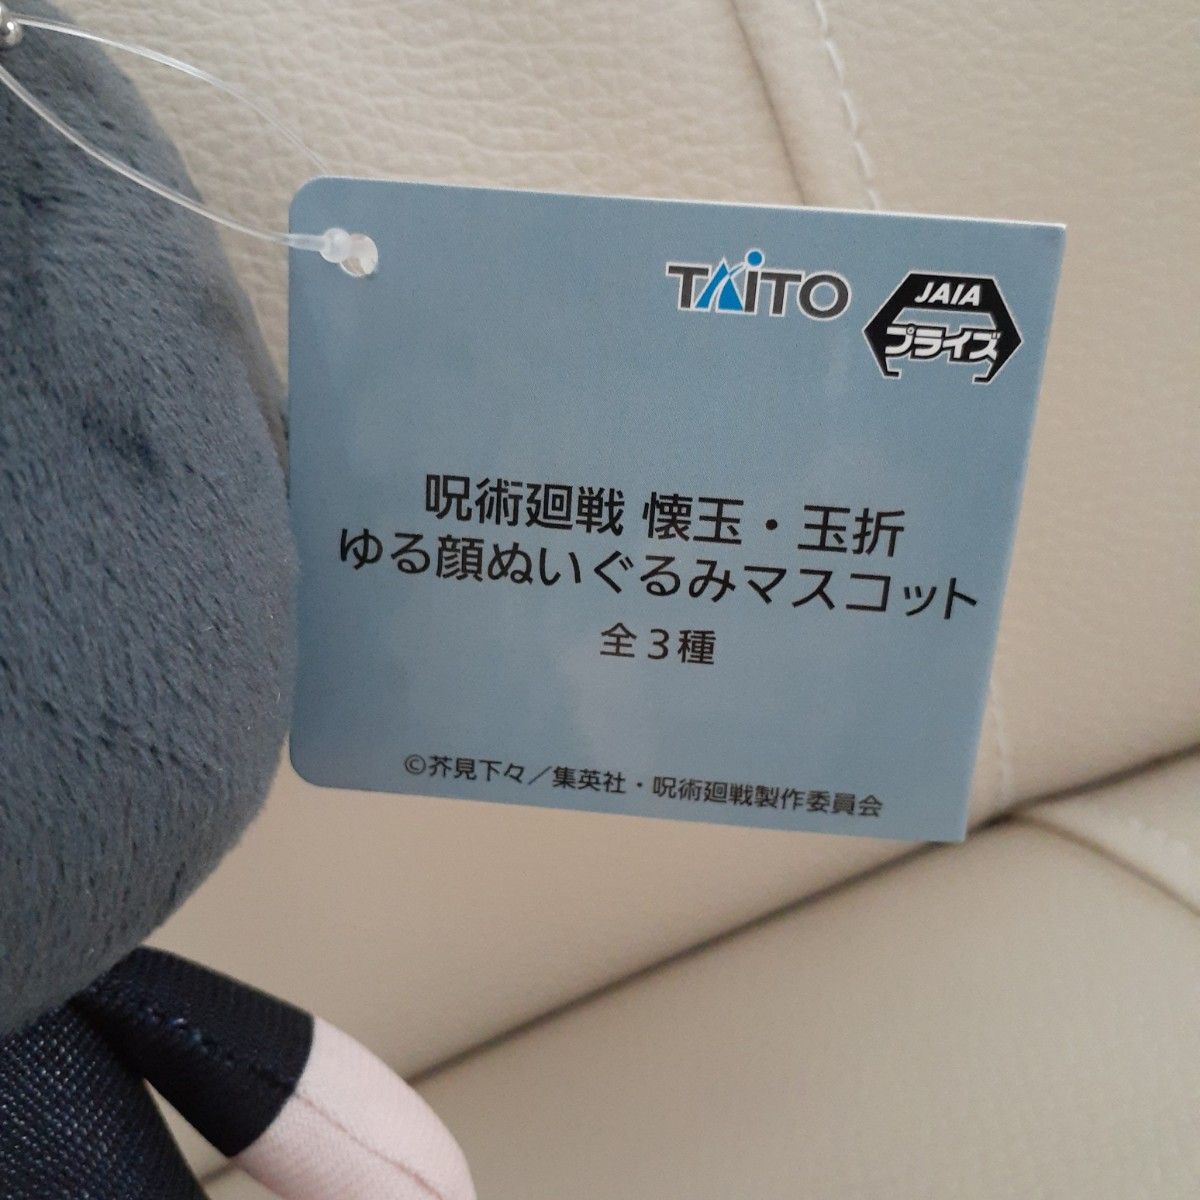 TAITO
JAIA
プライズ
呪術廻戦 懐玉・玉折
ゆる顔ぬいぐるみマスコット
全3種
©芥見下々／集英社・呪術廻戦製作委員会